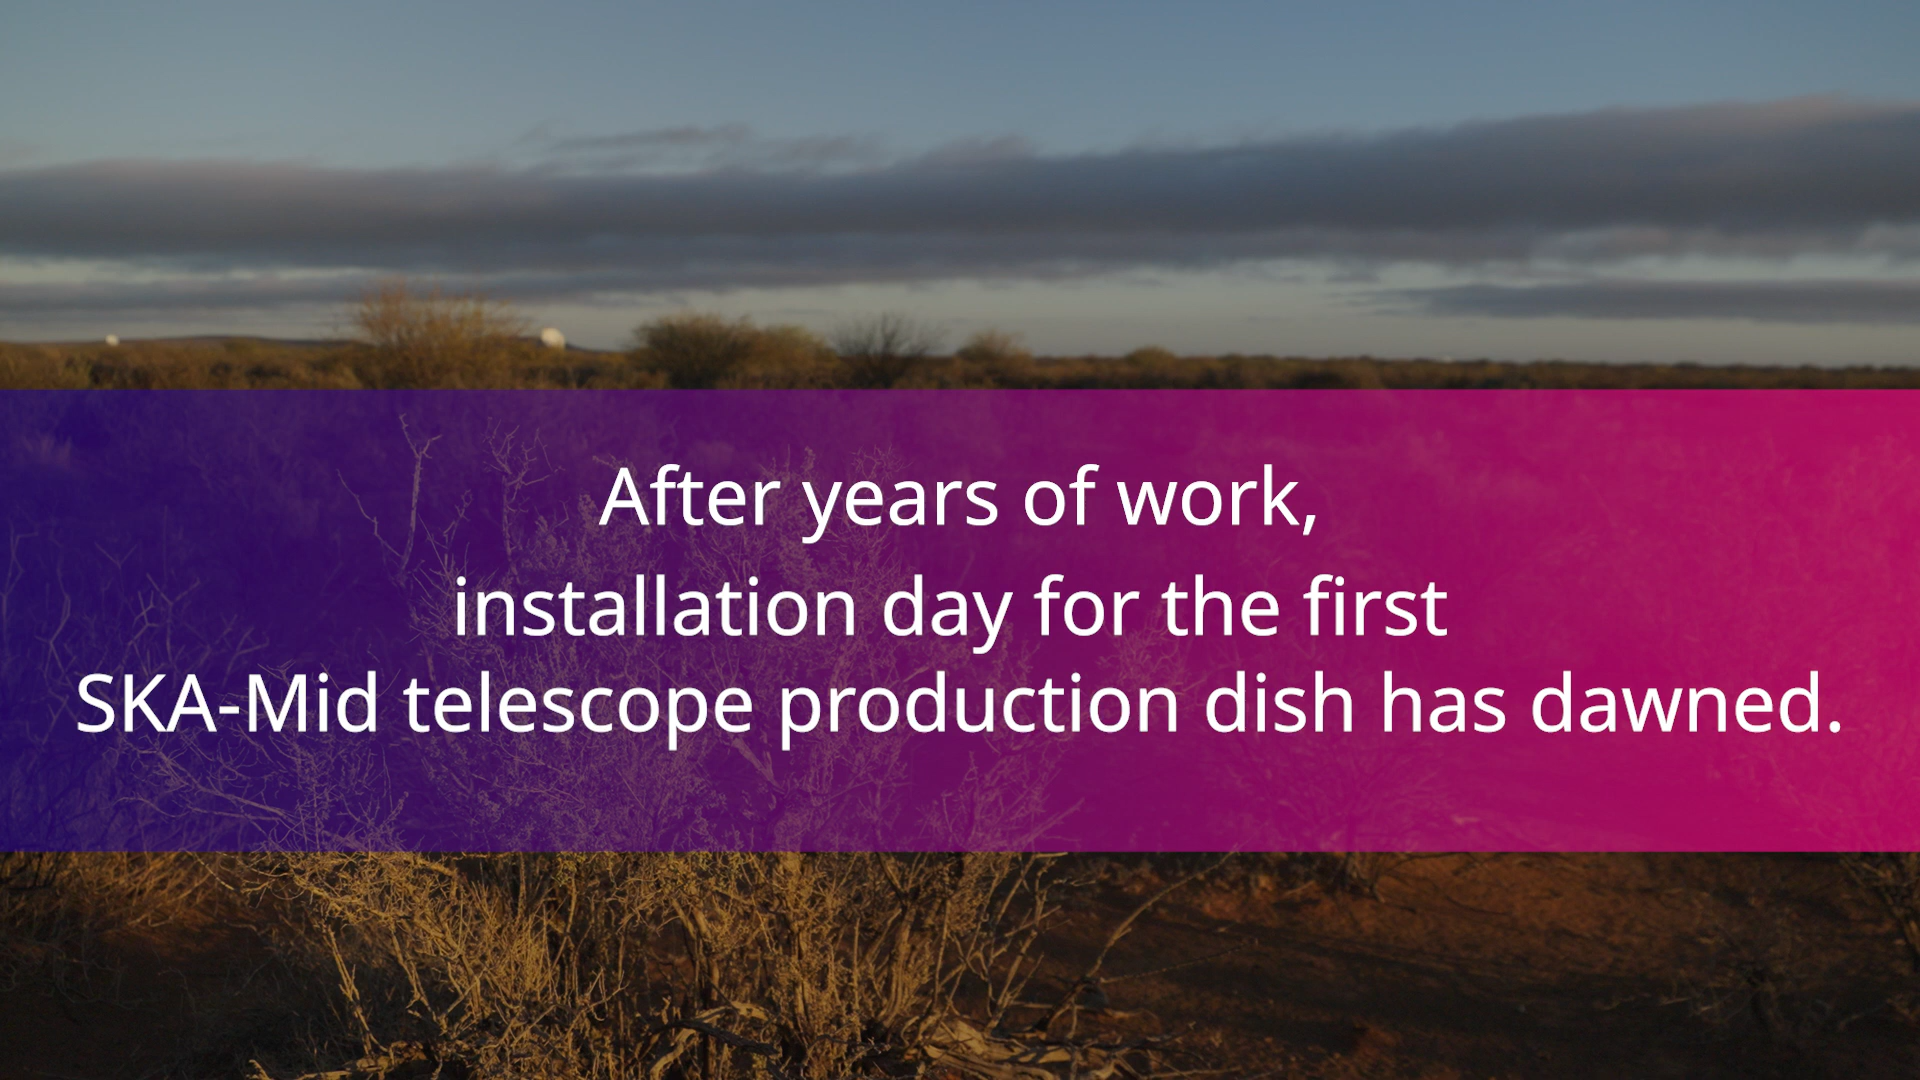 After years of work,
installation day for the first
SKA-Mid telescope production dish has dawned.